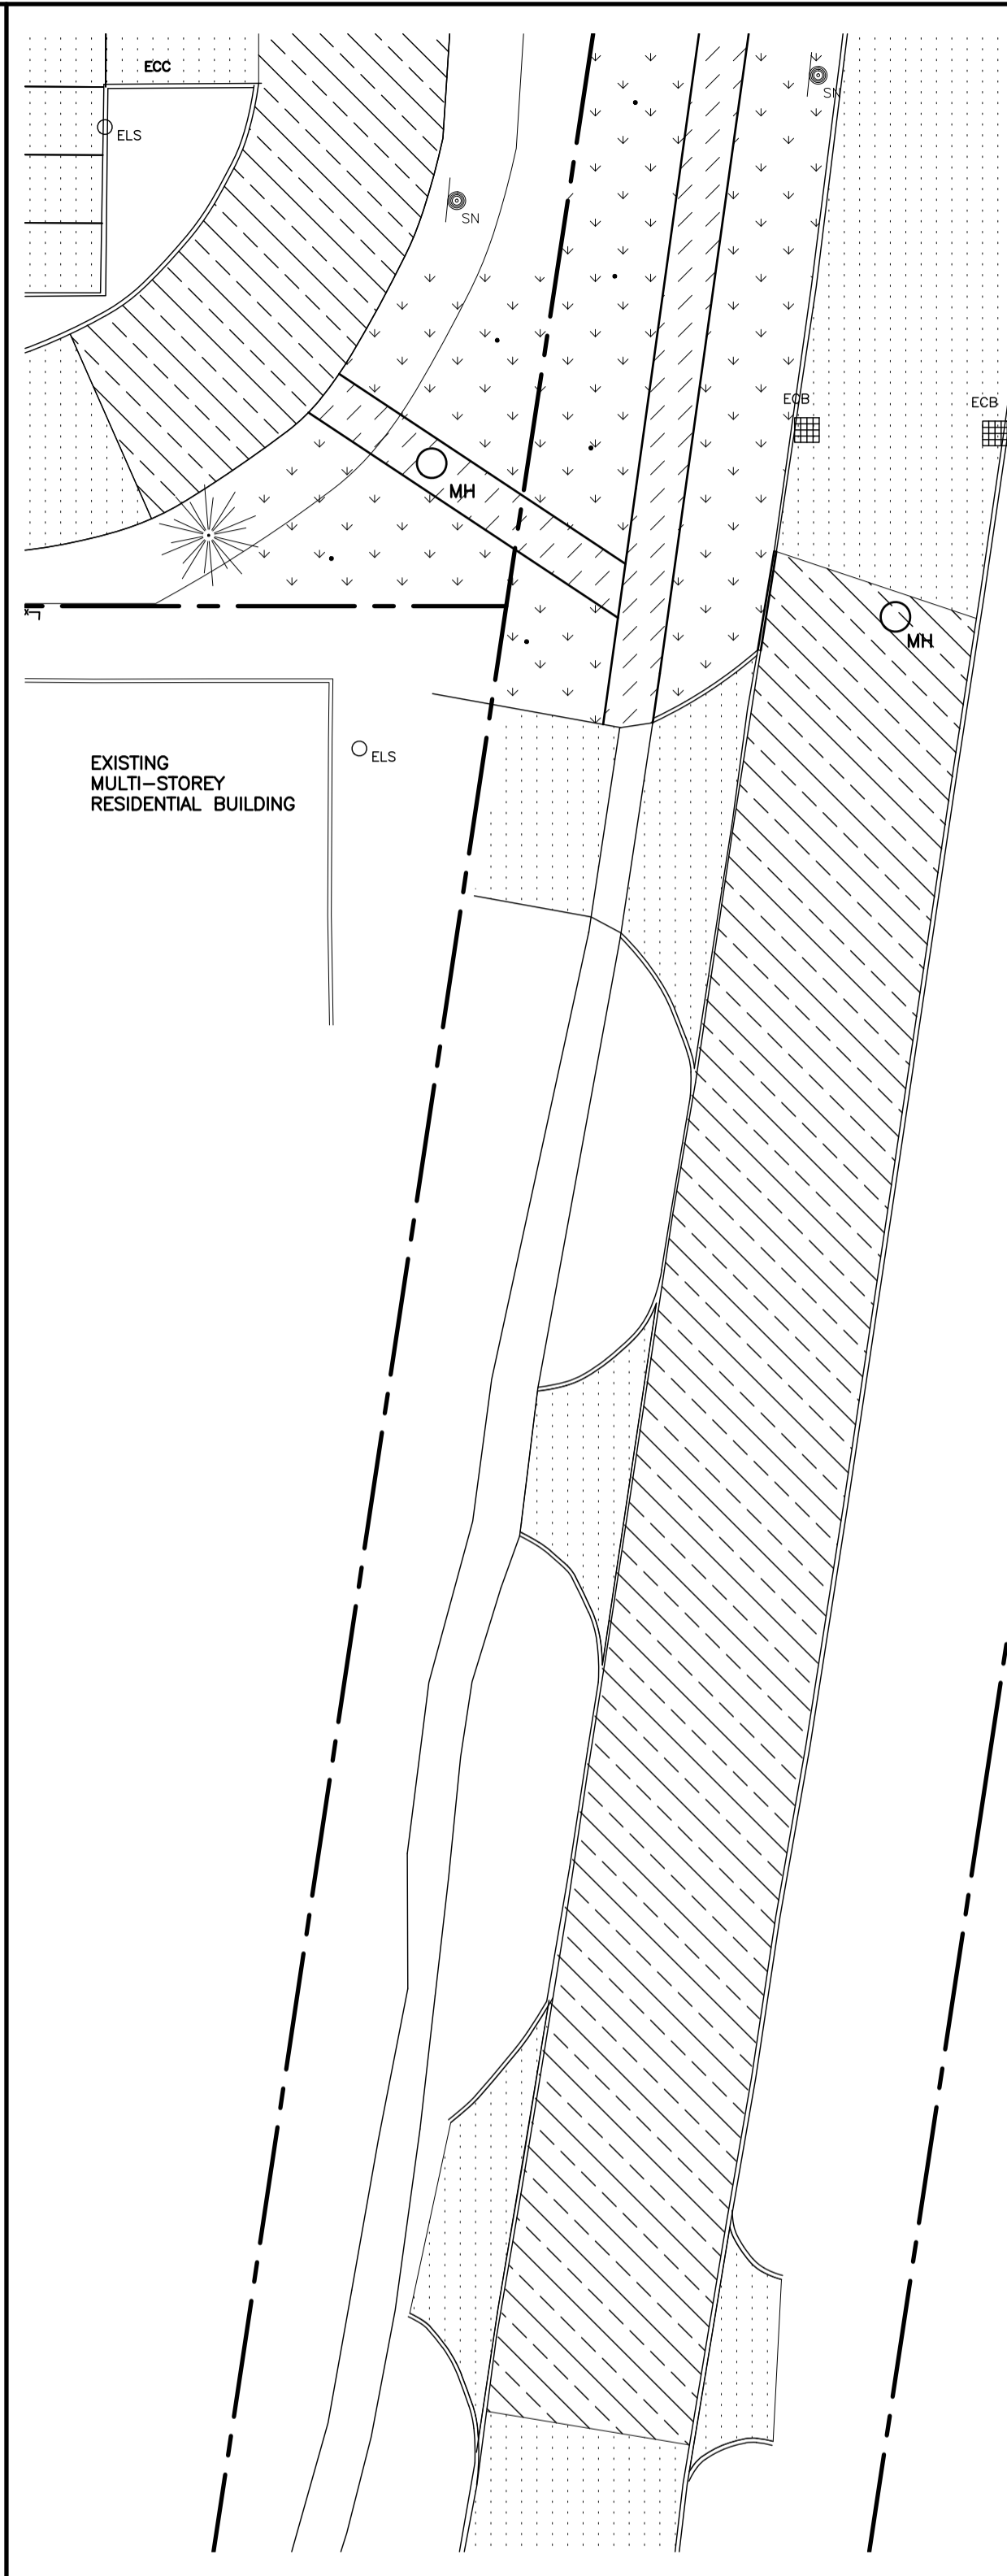 ECC
ELS
SN
SN
ECB
ECB
MH
MH
EXISTING
MULTI-STOREY
RESIDENTIAL BUILDING
ELS